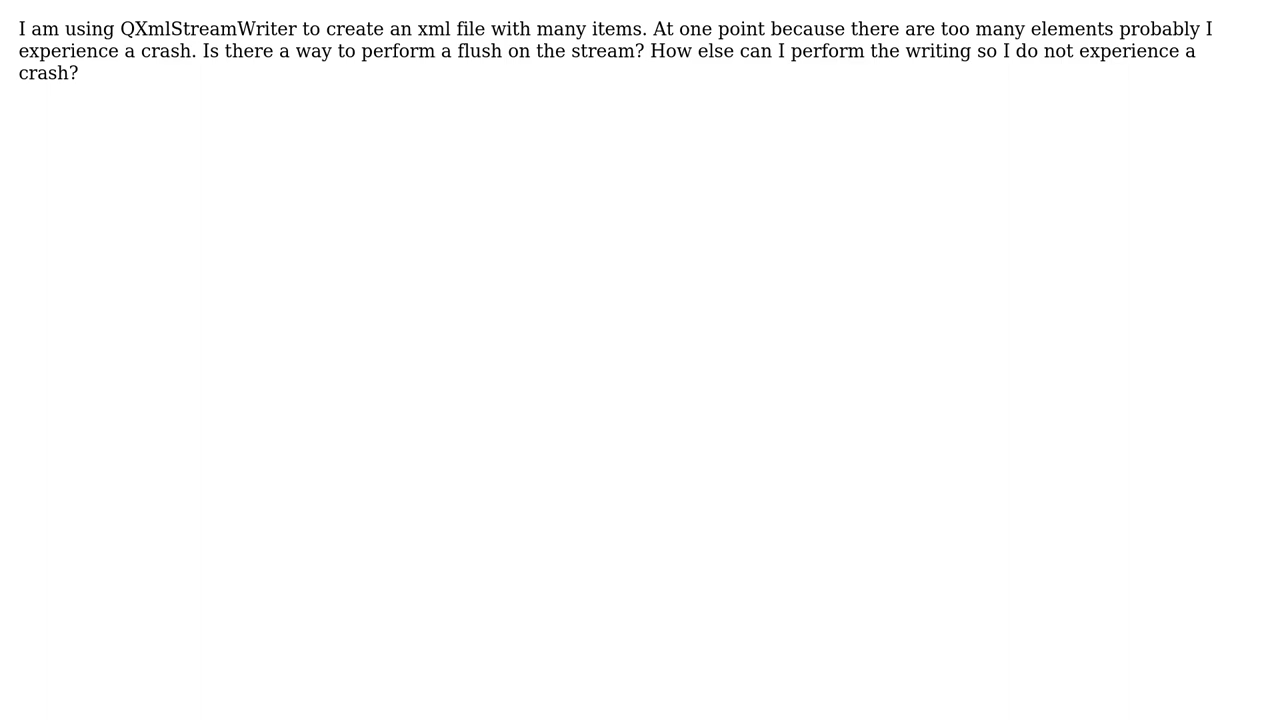 I am using QXmlStreamWriter to create an xml file with many items. At one point because there are too many elements probably I
experience a crash. Is there a way to perform a flush on the stream? How else can I perform the writing so I do not experience a
crash?